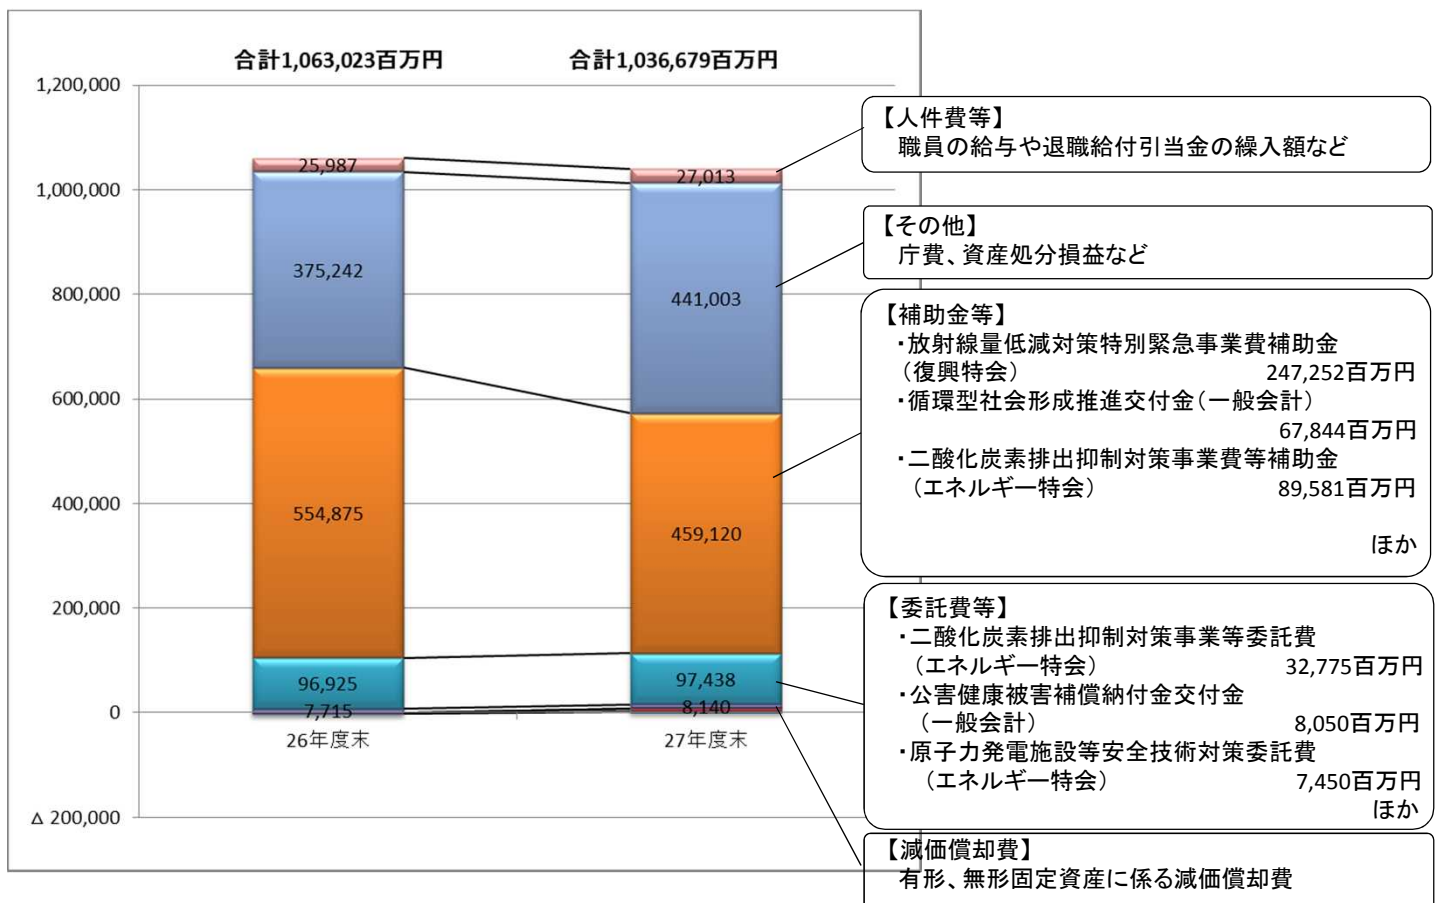 合計1,063,023百万円
合計1,036,679百万円
1,200,000
1,000,000
800,000
600,000
400,000
200,000
0
△ 200,000
25,987
375,242
554,875
96,925
7,715
26年度末
27,013
441,003
459,120
97,438
8,140
27年度末
【人件費等】
職員の給与や退職給付引当金の繰入額など
【その他】
庁費、資産処分損益など
【補助金等】
・放射線量低減対策特別緊急事業費補助金
（復興特会） 247,252百万円
・循環型社会形成推進交付金（一般会計）
67,844百万円
・二酸化炭素排出抑制対策事業費等補助金
（エネルギー特会） 89,581百万円
ほか
【委託費等】
・二酸化炭素排出抑制対策事業等委託費
（エネルギー特会） 32,775百万円
・公害健康被害補償納付金交付金
（一般会計） 8,050百万円
・原子力発電施設等安全技術対策委託費
（エネルギー特会） 7,450百万円
ほか
【減価償却費】
有形、無形固定資産に係る減価償却費